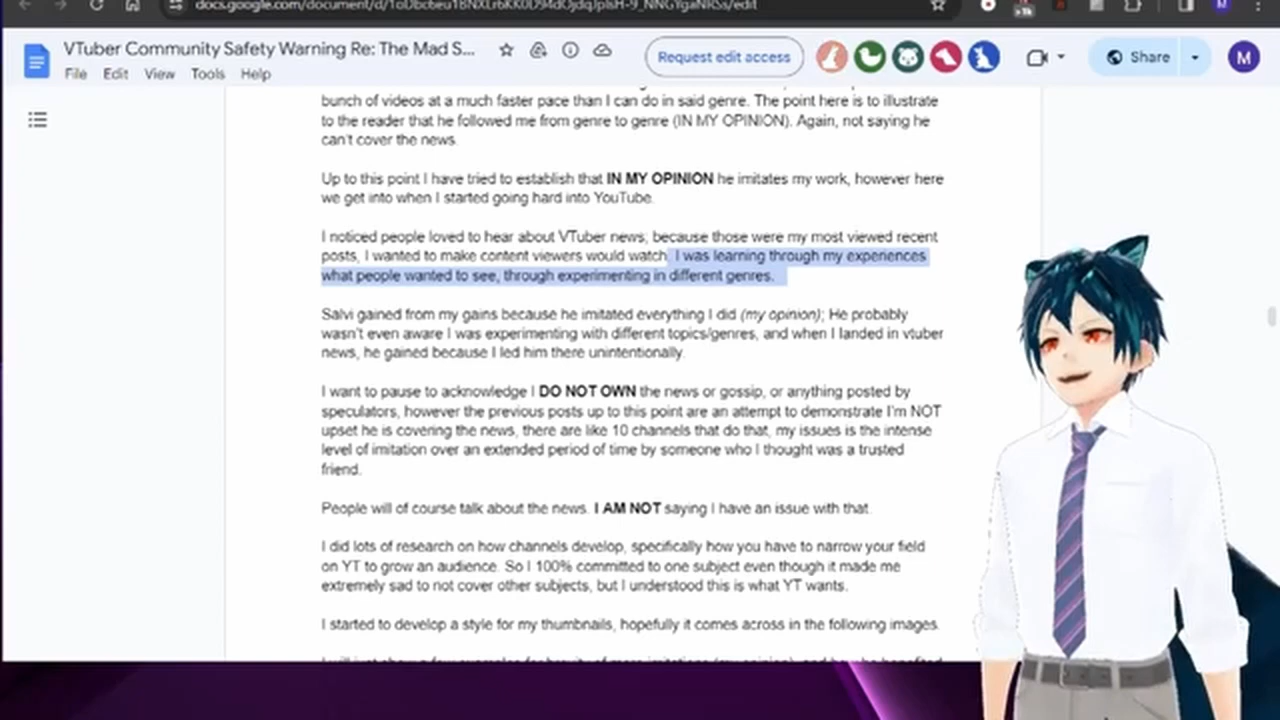 VTuber Community Safety Warning Re: The Mad S...
Request edit access
Share
M
File Edit View Tools Help
bunch of videos at a much faster pace than I can do in said genre. The point here is to illustrate
to the reader that he followed me from genre to genre (IN MY OPINION). Again, not saying he
can't cover the news.
Up to this point I have tried to establish that IN MY OPINION he imitates my work, however here
we get into when I started going hard into YouTube.
I noticed people loved to hear about VTuber news; because those were my most viewed recent
posts, I wanted to make content viewers would watch. I was learning through my experiences
what people wanted to see, through experimenting in different genres.
Salvi gained from my gains because he imitated everything I did (my opinion); He probably
wasn't even aware I was experimenting with different topics/genres, and when I landed in vtuber
news, he gained because I led him there unintentionally.
I want to pause to acknowledge I DO NOT OWN the news or gossip, or anything posted by
speculators, however the previous posts up to this point are an attempt to demonstrate I'm NOT
upset he is covering the news, there are like 10 channels that do that, my issues is the intense
level of imitation over an extended period of time by someone who I thought was a trusted
friend.
People will of course talk about the news. I AM NOT saying I have an issue with that.
I did lots of research on how channels develop, specifically how you have to narrow your field
on YT to grow an audience. So I 100% committed to one subject even though it made me
extremely sad to not cover other subjects, but I understood this is what YT wants.
I started to develop a style for my thumbnails, hopefully it comes across in the following images.